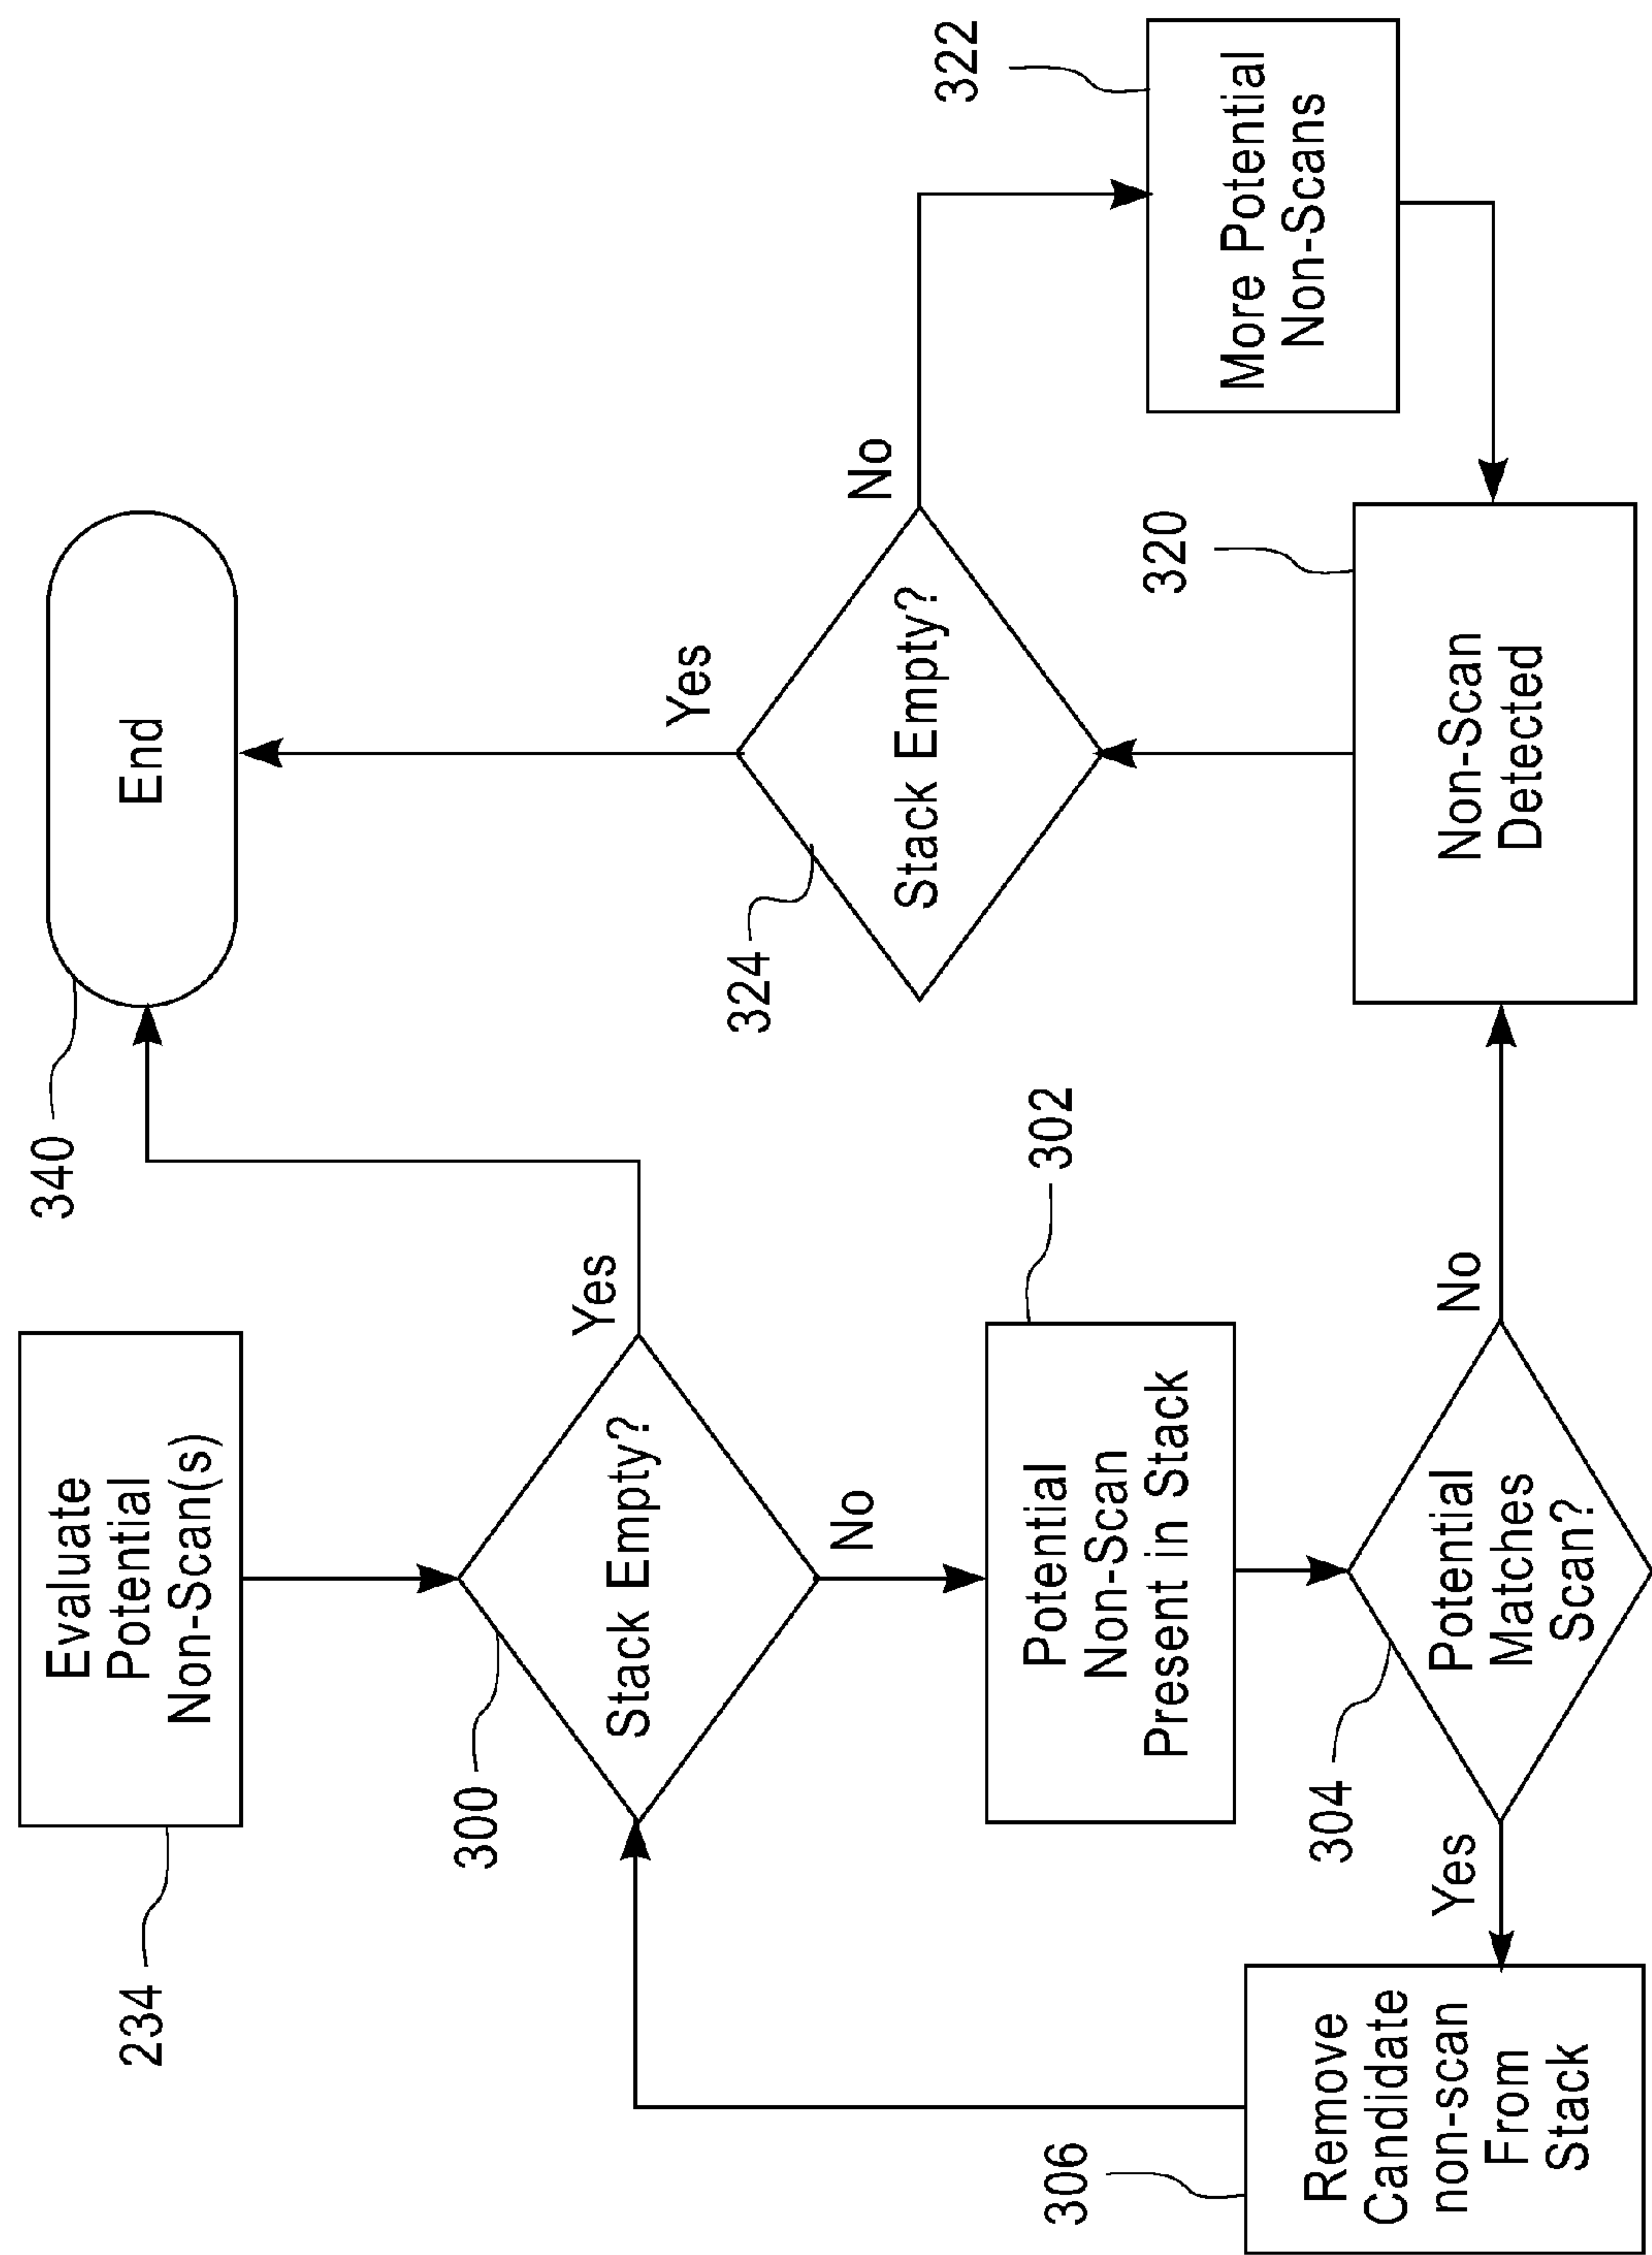 234
Evaluate
Potential
Non-Scan(s)
340
End
300
Stack Empty?
Yes
No
324
Stack Empty?
Yes
No
302
Potential
Non-Scan
Present in Stack
322
More Potential
Non-Scans
306
Remove
Candidate
non-scan
From
Stack
Yes
304
Potential
Matches
Scan?
No
320
Non-Scan
Detected